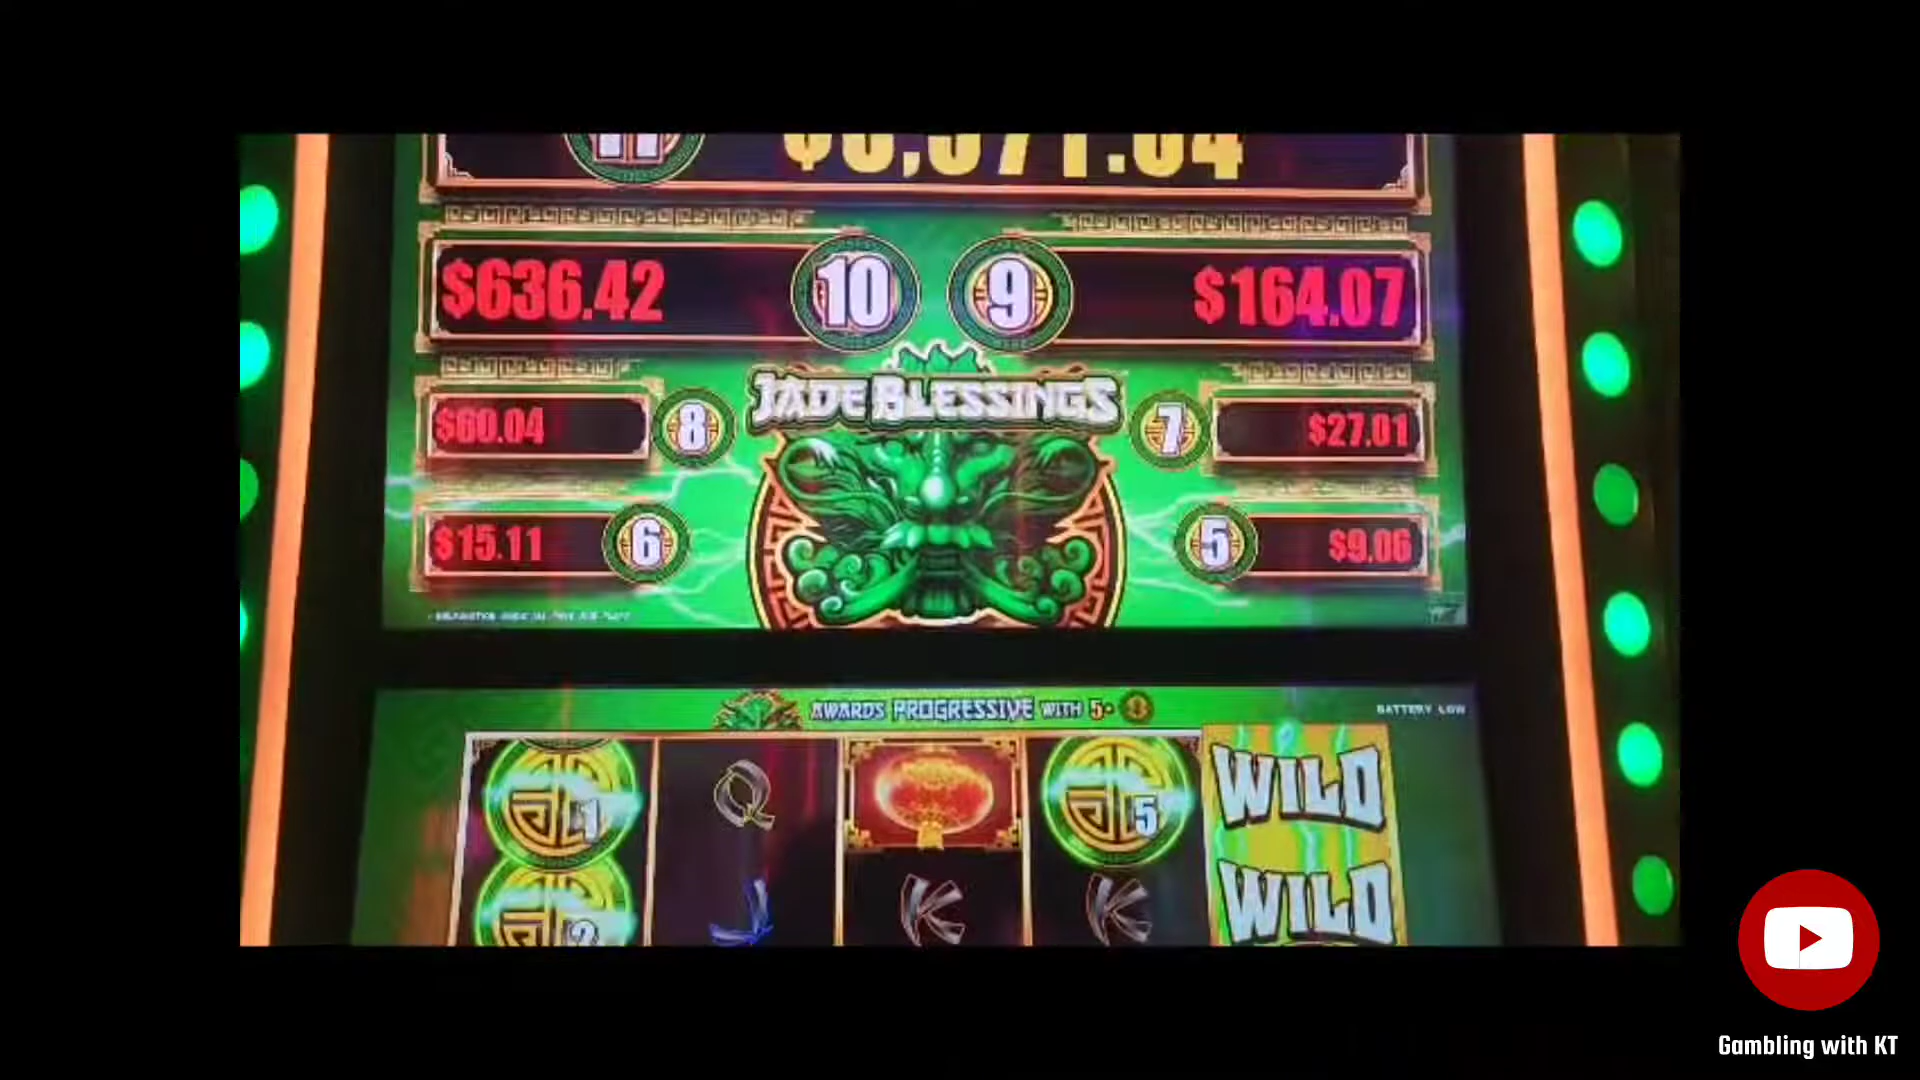 $636.42 10 9 $164.07
JADE BLESSINGS
$60.04 8 7 $27.01
$15.11 6 5 $9.06
AWARDS PROGRESSIVE WITH 5+
BATTERY LOW
1 Q 5 WILD
2 J K K WILD
Gambling with KT